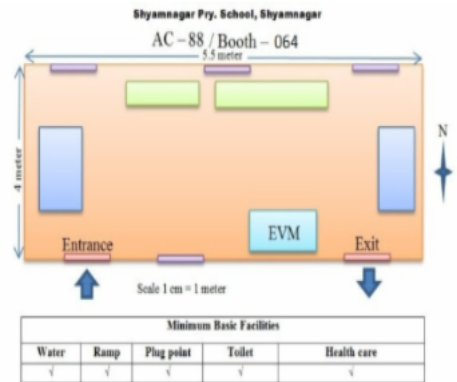 Shyamnagar Pry. School, Shyamnagar
AC – 88 / Booth – 064
5.5 meter
4 meter
N
EVM
Entrance
Exit
Scale 1 cm = 1 meter
Minimum Basic Facilities
Water Ramp Plug point Toilet Health care
√ √ √ √ √